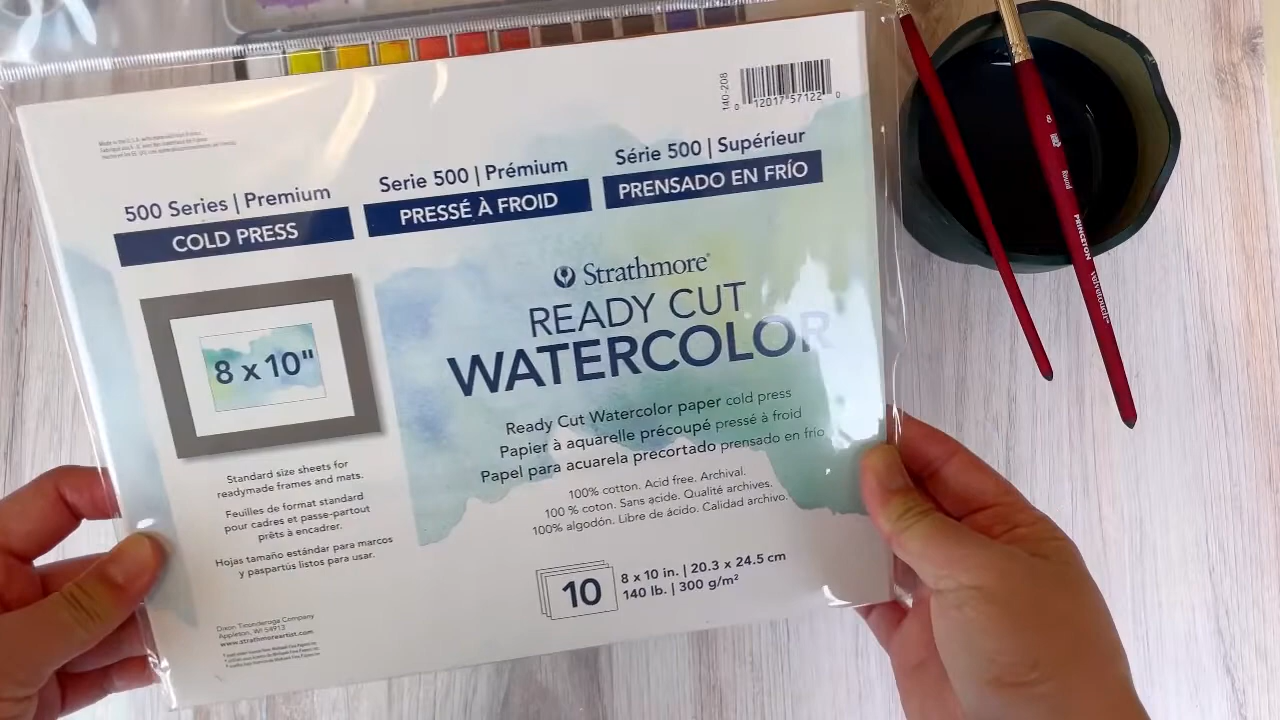 140-208
0 12017 57122 0
500 Series | Premium
COLD PRESS
Serie 500 | Prémium
PRESSÉ À FROID
Série 500 | Supérieur
PRENSADO EN FRÍO
Strathmore®
READY CUT
WATERCOLOR
8 x 10"
Ready Cut Watercolor paper cold press
Papier à aquarelle précoupé pressé à froid
Papel para acuarela precortado prensado en frío
100% cotton. Acid free. Archival.
100 % coton. Sans acide. Qualité archives.
100% algodón. Libre de ácido. Calidad archivo.
Standard size sheets for
readymade frames and mats.
Feuilles de format standard
pour cadres et passe-partout
prêts à encadrer.
Hojas tamaño estándar para marcos
y paspartús listos para usar.
10
8 x 10 in. | 20.3 x 24.5 cm
140 lb. | 300 g/m²
Dixon Ticonderoga Company
Appleton, WI 54913
www.strathmoreartist.com
8
Round
PRINCETON
Velvetouch™